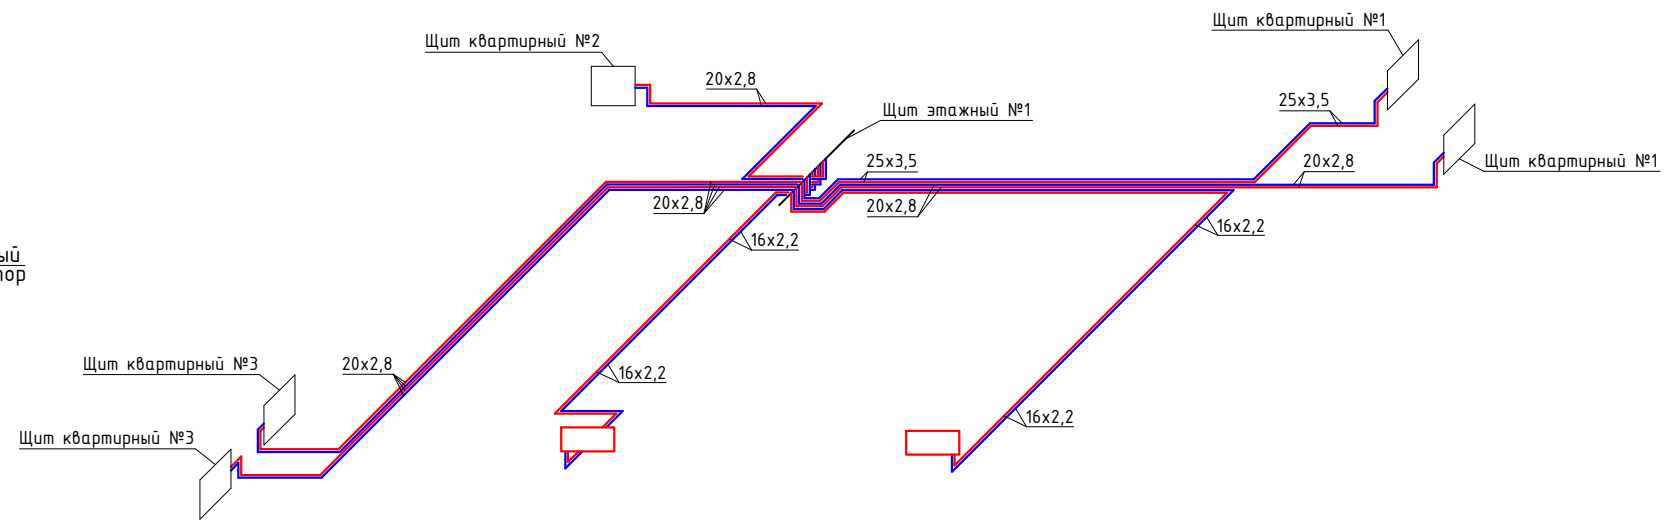 Щит квартирный №1
Щит квартирный №2
20х2,8
25х3,5
Щит этажный №1
25х3,5
20х2,8
Щит квартирный №1
20х2,8
20х2,8
16х2,2
16х2,2
20х2,8
Щит квартирный №3
16х2,2
16х2,2
Щит квартирный №3